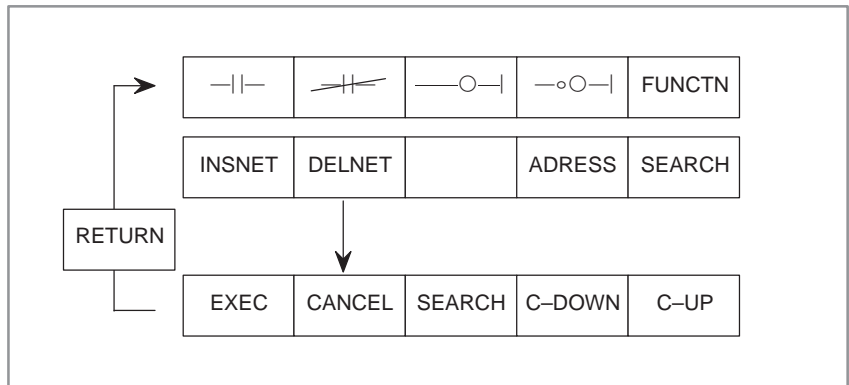 FUNCTN
INSNET DELNET ADRESS SEARCH
RETURN
EXEC CANCEL SEARCH C–DOWN C–UP